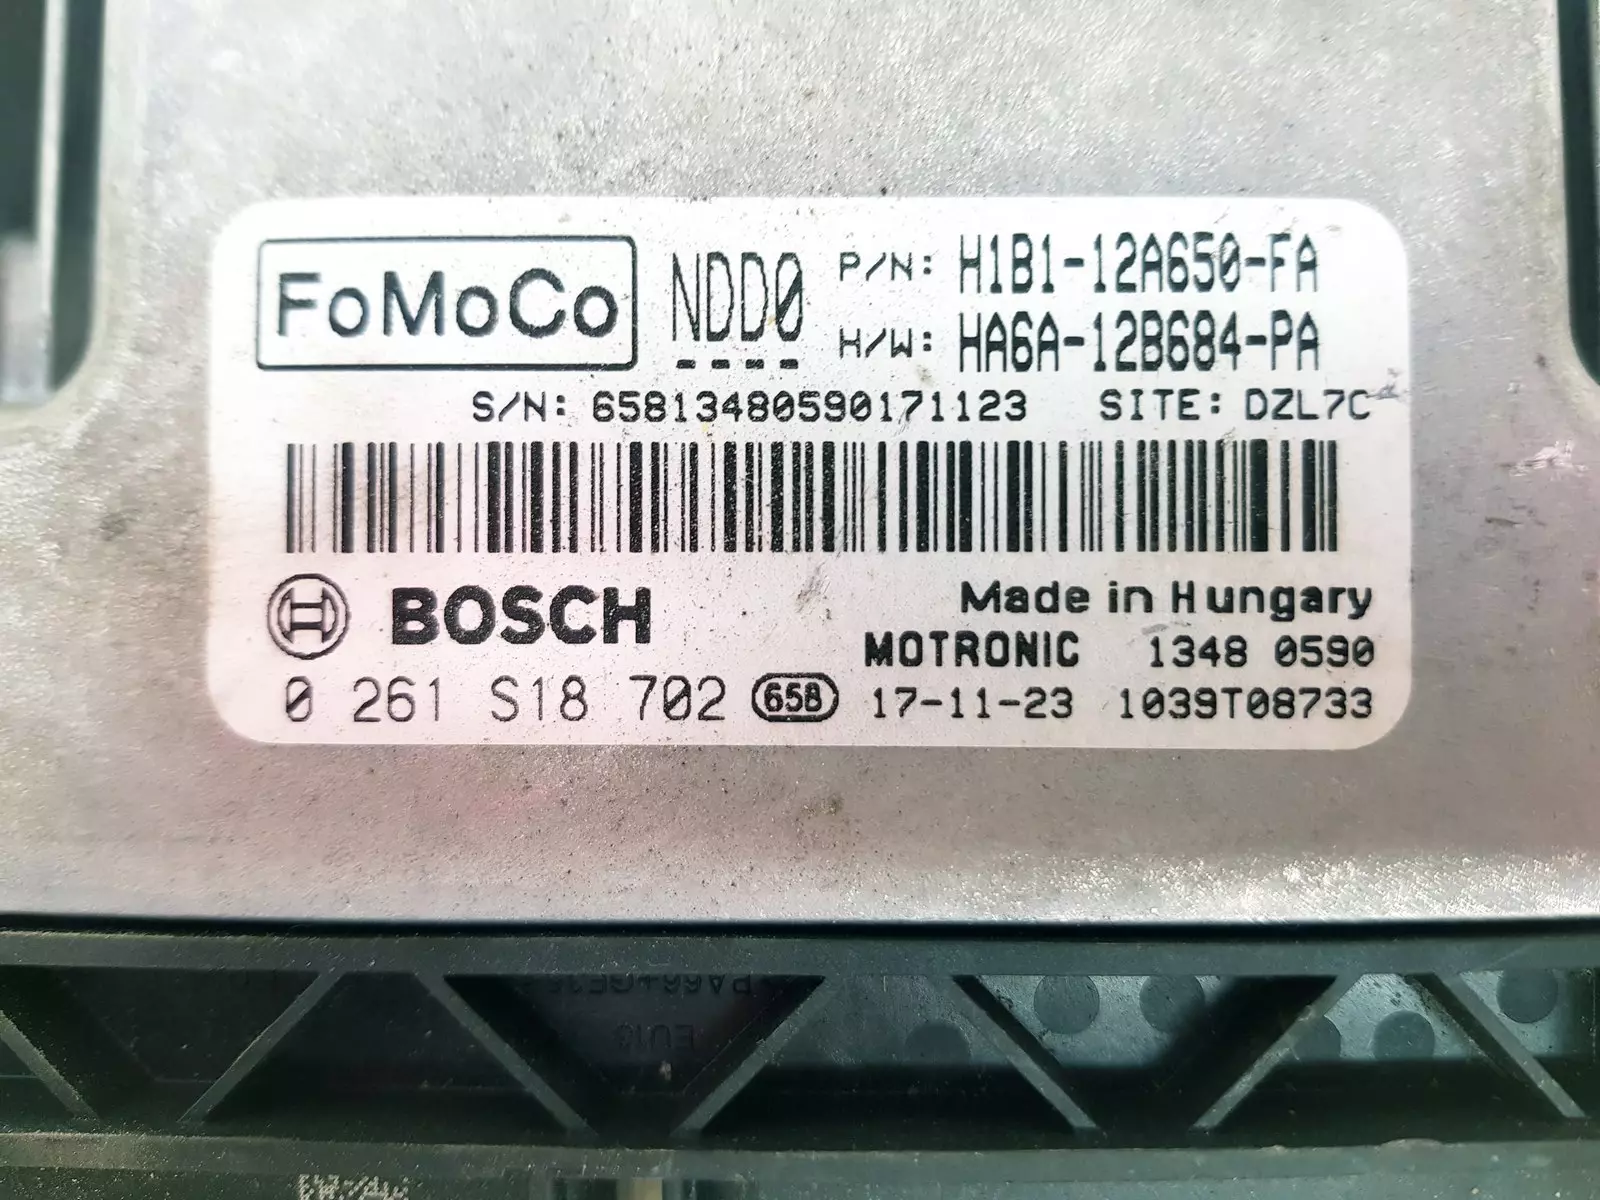 FoMoCo NDD0 P/N: H1B1-12A650-FA
H/W: HA6A-12B684-PA
S/N: 65813480590171123 SITE: DZL7C
BOSCH Made in Hungary
MOTRONIC 1348 0590
0 261 S18 702 658 17-11-23 1039T08733